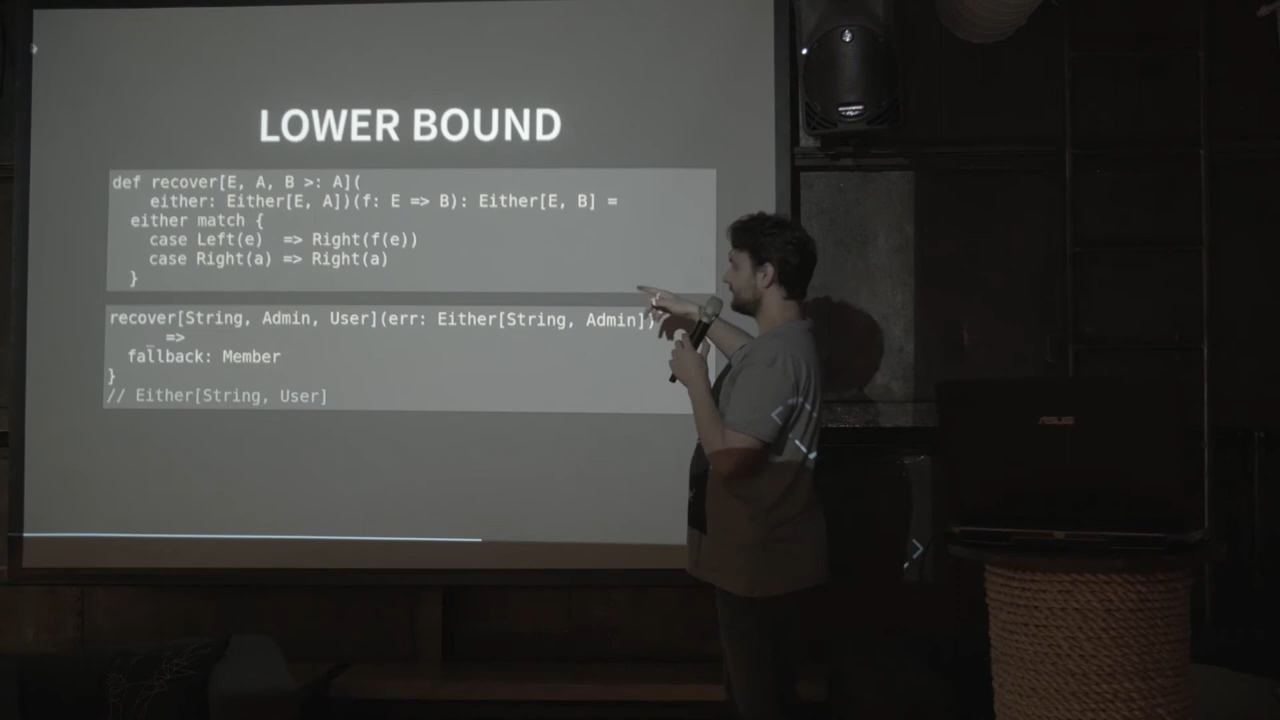 LOWER BOUND
def recover[E, A, B >: A](
    either: Either[E, A])(f: E => B): Either[E, B] =
  either match {
    case Left(e)  => Right(f(e))
    case Right(a) => Right(a)
  }
recover[String, Admin, User](err: Either[String, Admin])
    _ =>
  fallback: Member
}
// Either[String, User]
ASUS